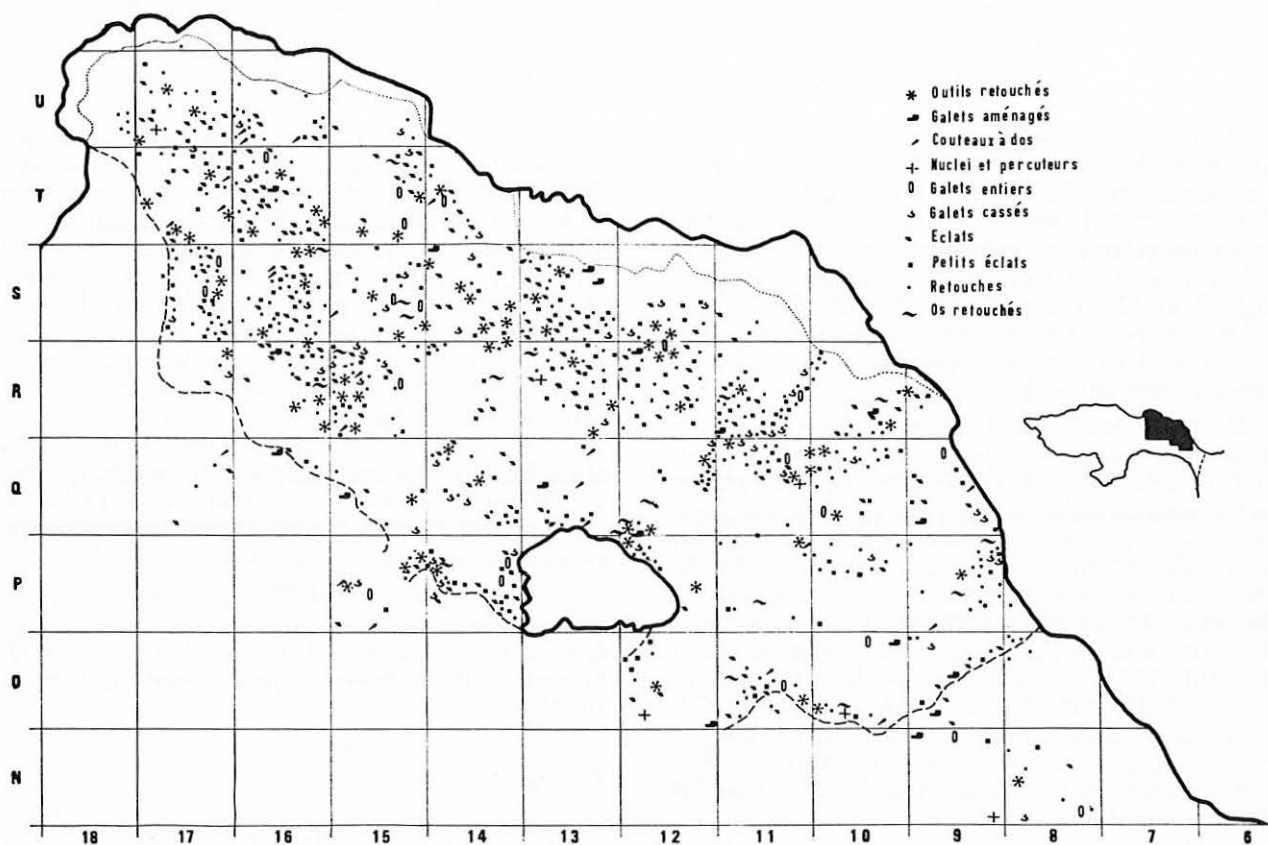 U
T
S
R
Q
P
O
N
* Outils retouchés
Galets aménagés
Couteaux à dos
+ Nuclei et percuteurs
Galets entiers
Galets cassés
Eclats
Petits éclats
Retouches
~ Os retouchés
18 17 16 15 14 13 12 11 10 9 8 7 6